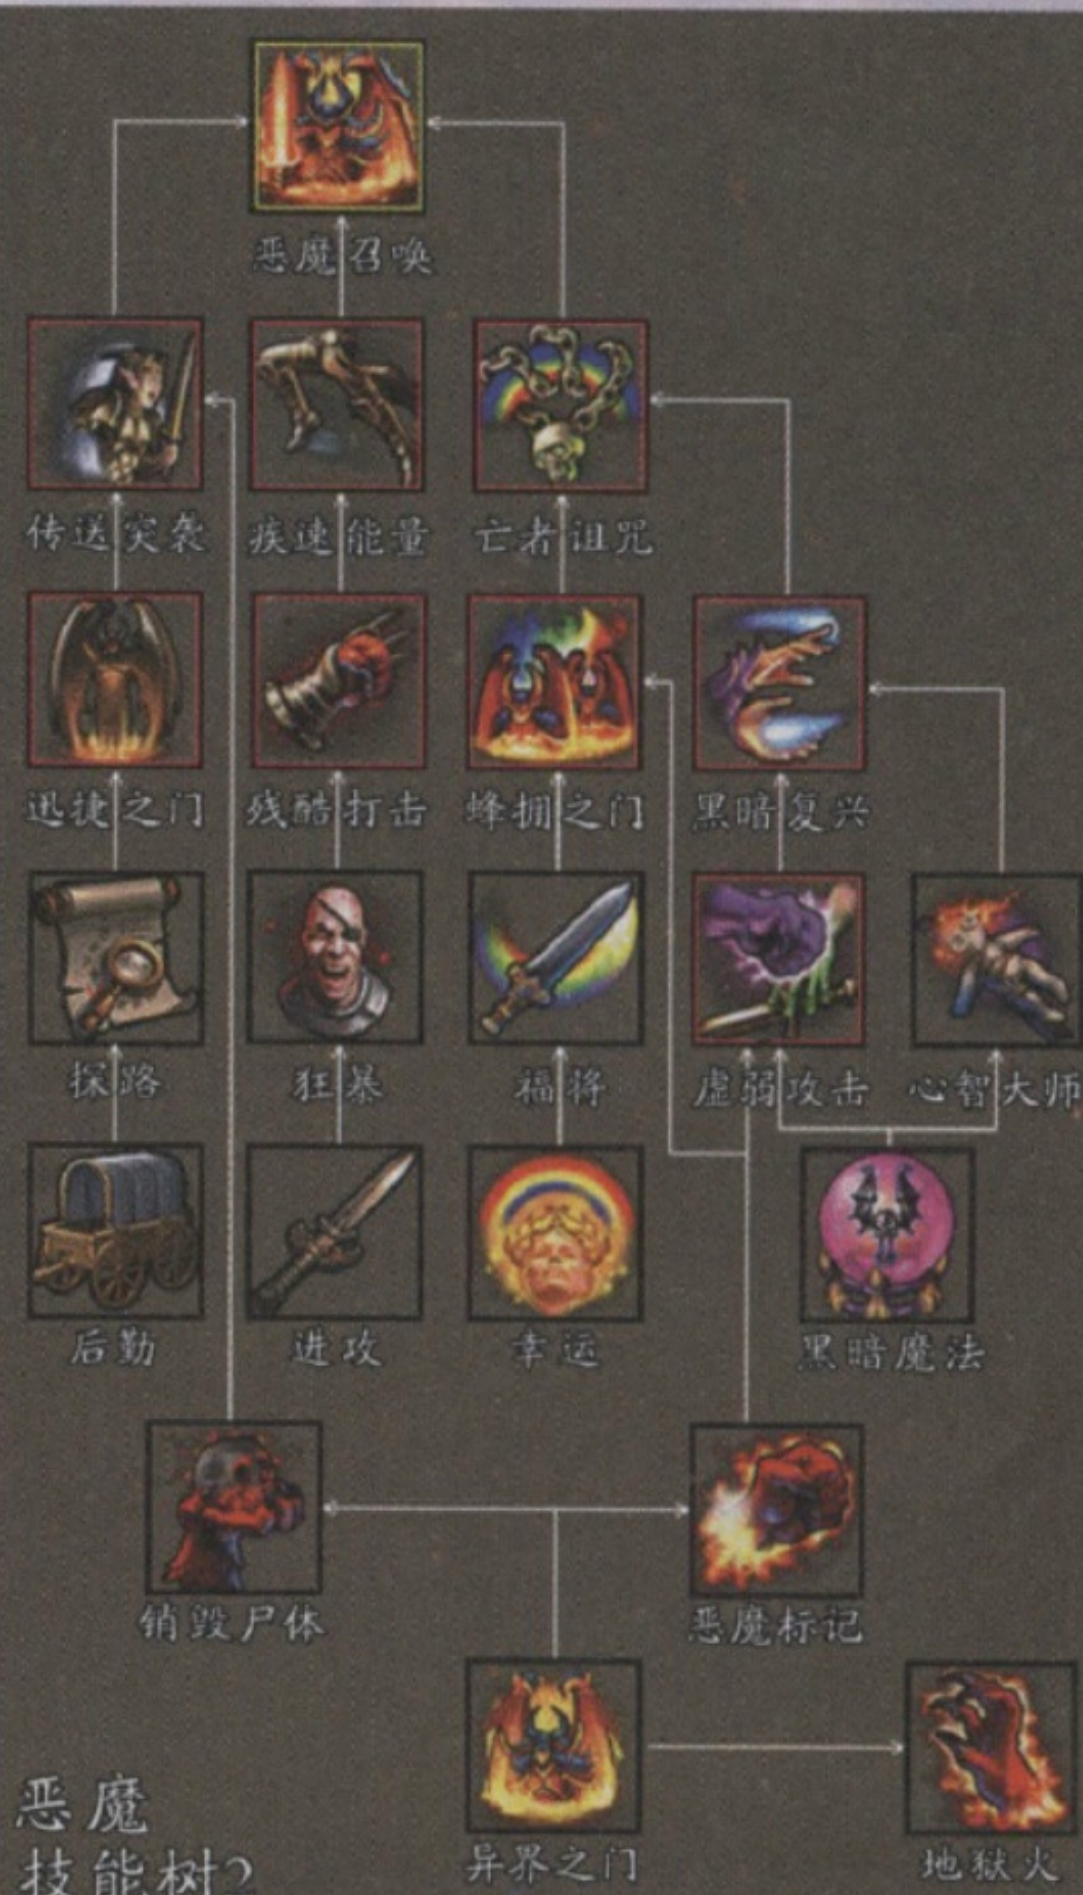 恶魔召唤
传送突袭 疾速能量 亡者诅咒
迅捷之门 残酷打击 蜂拥之门 黑暗复兴
探路 狂暴 福将 虚弱攻击 心智大师
后勤 进攻 幸运 黑暗魔法
销毁尸体 恶魔标记
异界之门 地狱火
恶魔
技能树2